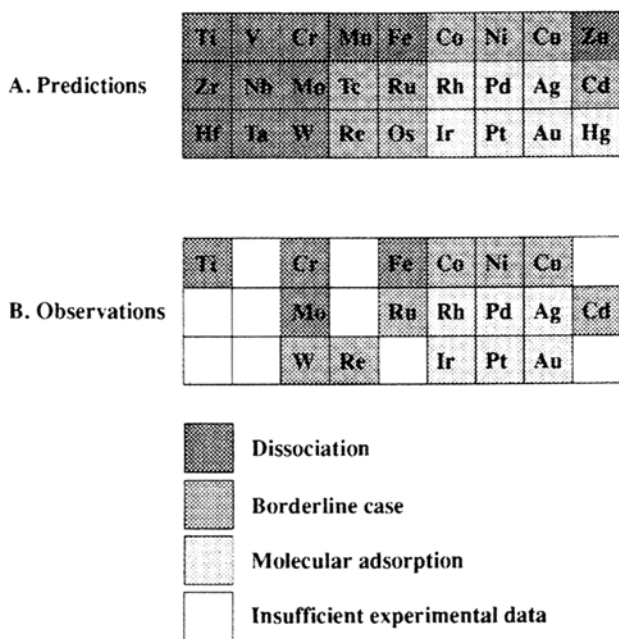 Ti V Cr Mn Fe Co Ni Cu Zn
A. Predictions Zr Nb Mo Tc Ru Rh Pd Ag Cd
Hf Ta W Re Os Ir Pt Au Hg
Ti Cr Fe Co Ni Cu
B. Observations Mo Ru Rh Pd Ag Cd
W Re Ir Pt Au
Dissociation
Borderline case
Molecular adsorption
Insufficient experimental data